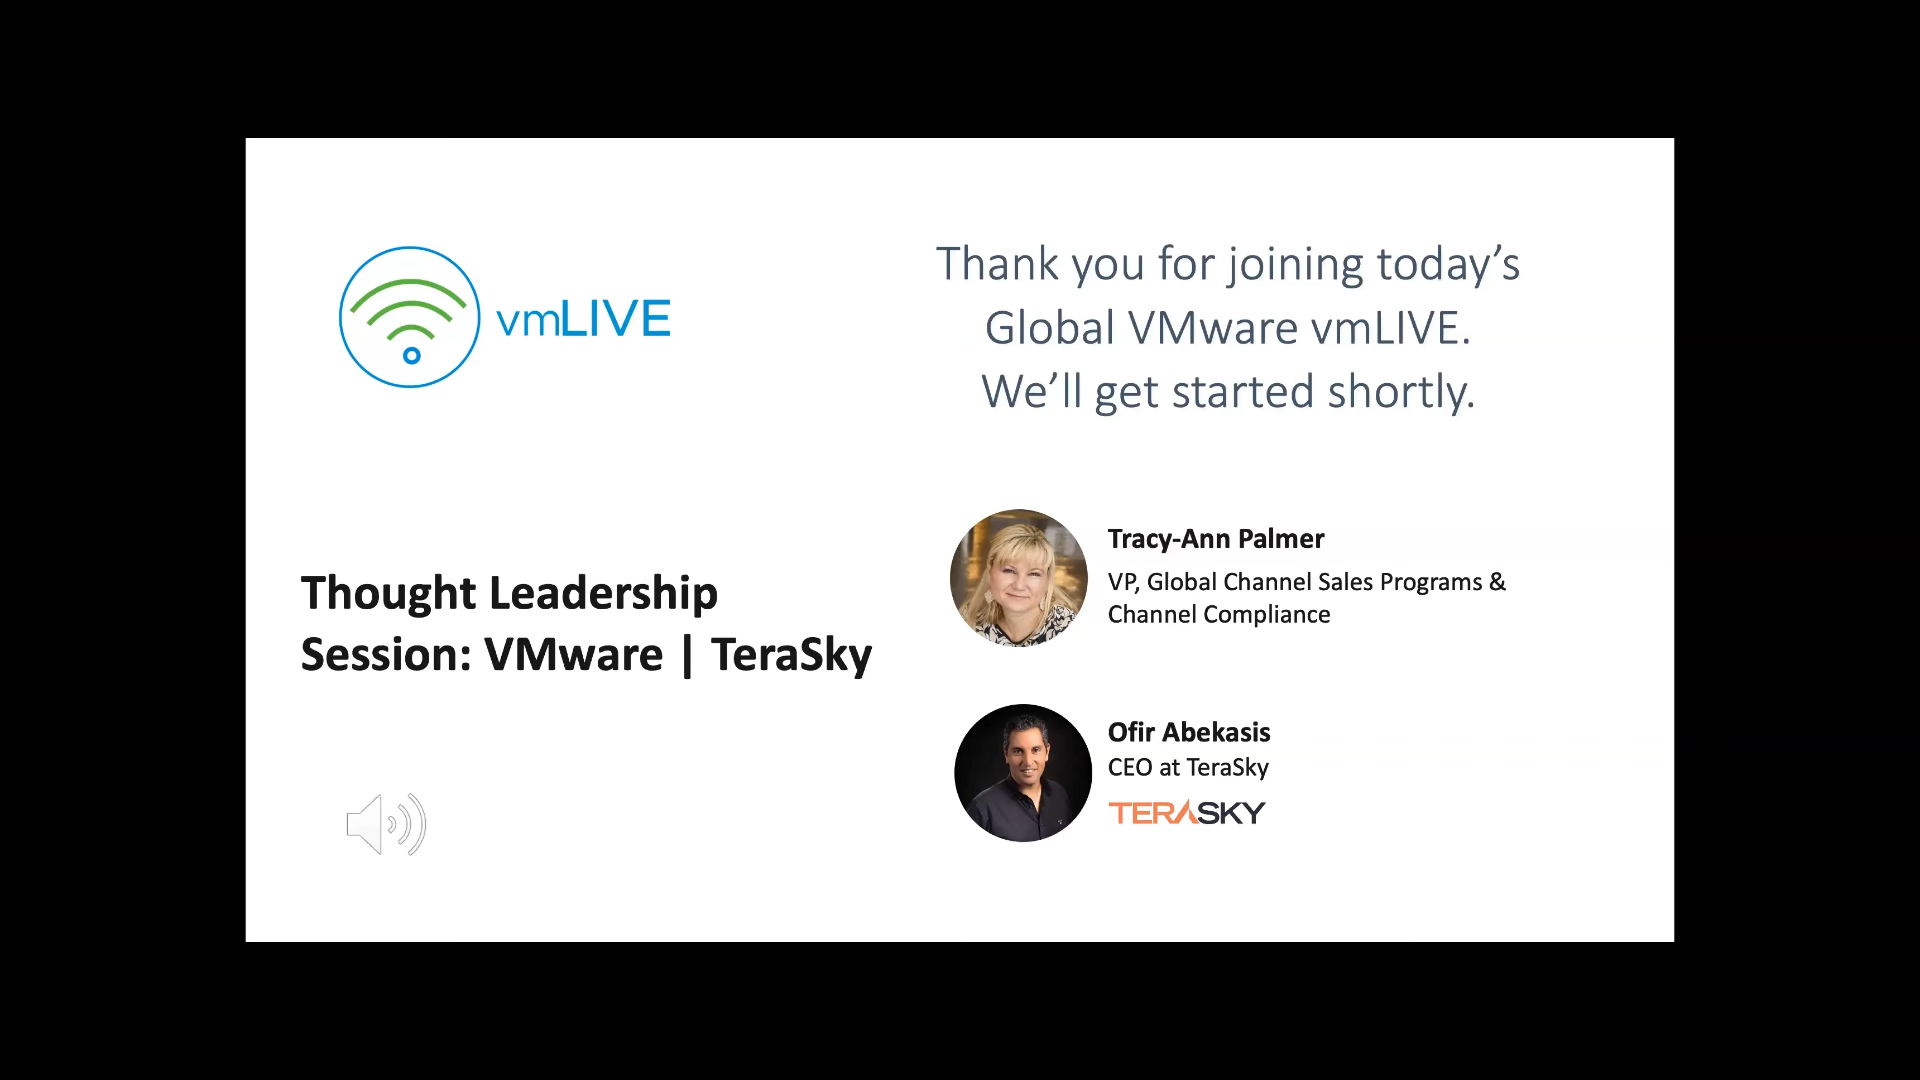 vmLIVE
Thank you for joining today’s
Global VMware vmLIVE.
We’ll get started shortly.
Thought Leadership
Session: VMware | TeraSky
Tracy-Ann Palmer
VP, Global Channel Sales Programs &
Channel Compliance
Ofir Abekasis
CEO at TeraSky
TERASKY